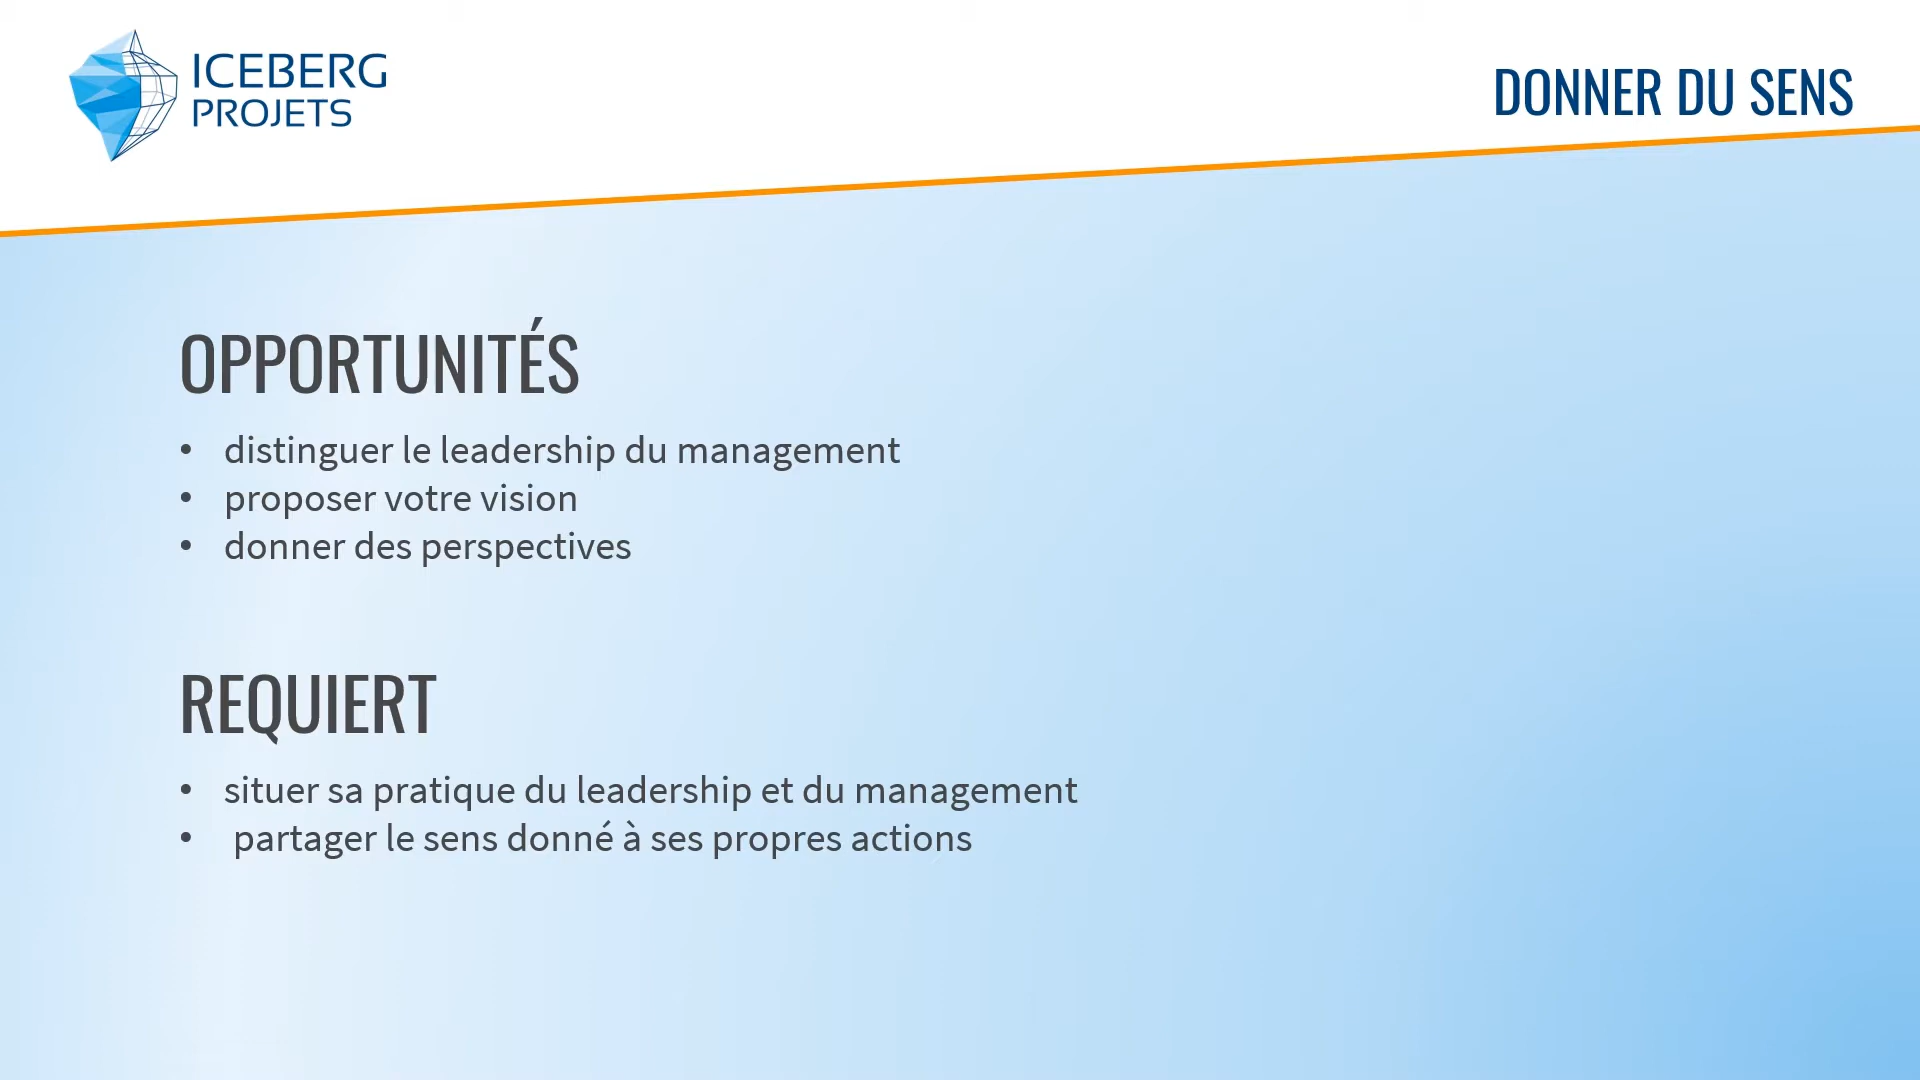 ICEBERG
PROJETS
DONNER DU SENS
OPPORTUNITÉS
• distinguer le leadership du management
• proposer votre vision
• donner des perspectives
REQUIERT
• situer sa pratique du leadership et du management
• partager le sens donné à ses propres actions